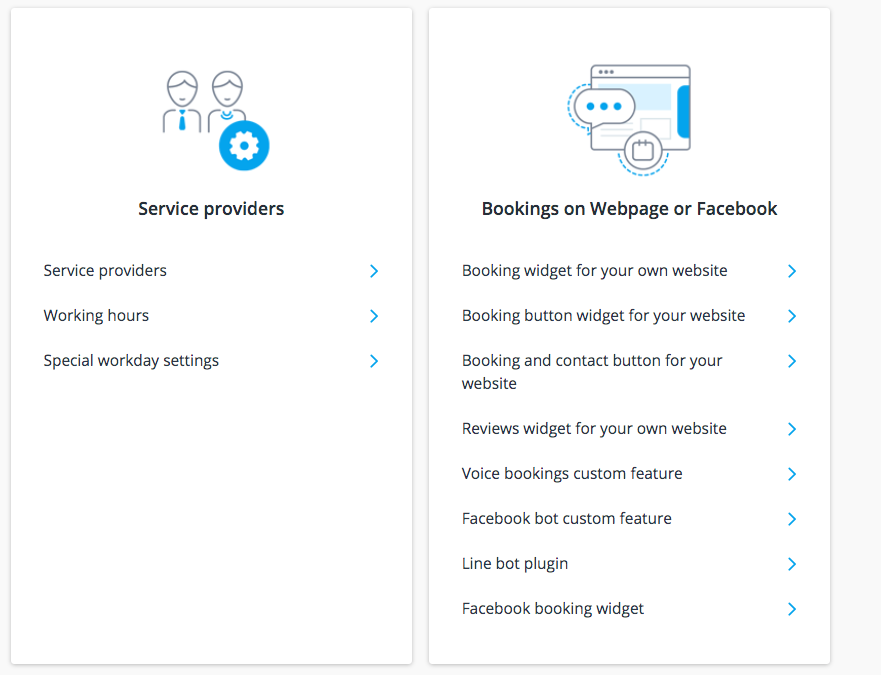 Service providers
Service providers
Working hours
Special workday settings
Bookings on Webpage or Facebook
Booking widget for your own website
Booking button widget for your website
Booking and contact button for your
website
Reviews widget for your own website
Voice bookings custom feature
Facebook bot custom feature
Line bot plugin
Facebook booking widget